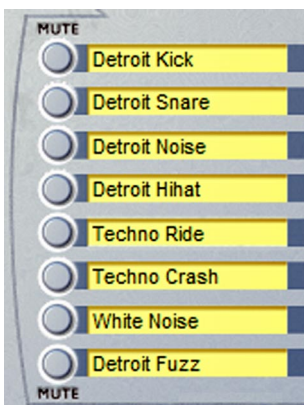 MUTE
Detroit Kick
Detroit Snare
Detroit Noise
Detroit Hihat
Techno Ride
Techno Crash
White Noise
Detroit Fuzz
MUTE